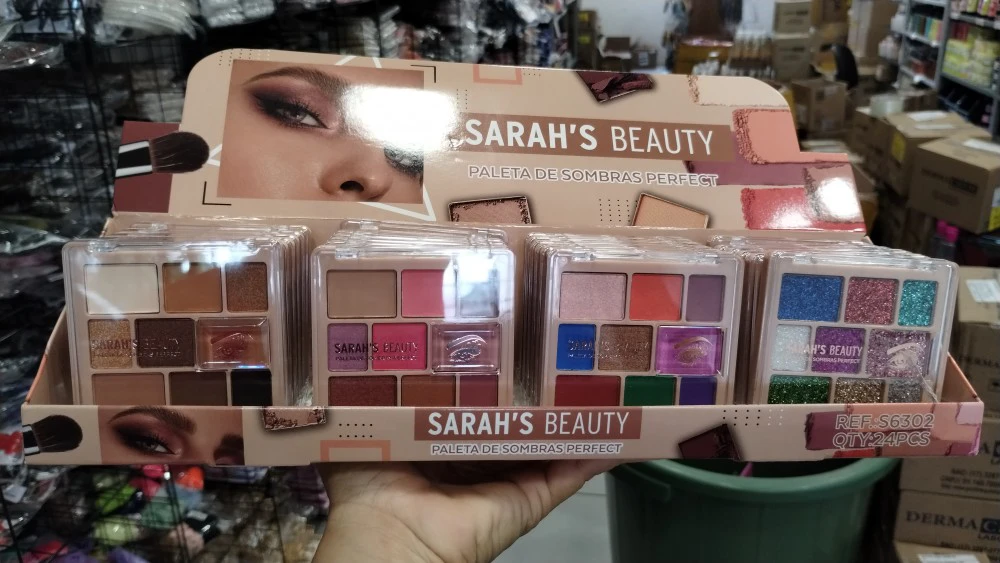 SARAH'S BEAUTY
PALETA DE SOMBRAS PERFECT
SARAH'S BEAUTY
SARAH'S BEAUTY
SARAH'S BEAUTY
SARAH'S BEAUTY
PALETA DE SOMBRAS PERFECT
REF.:S6302
QTY:24PCS
DERMA